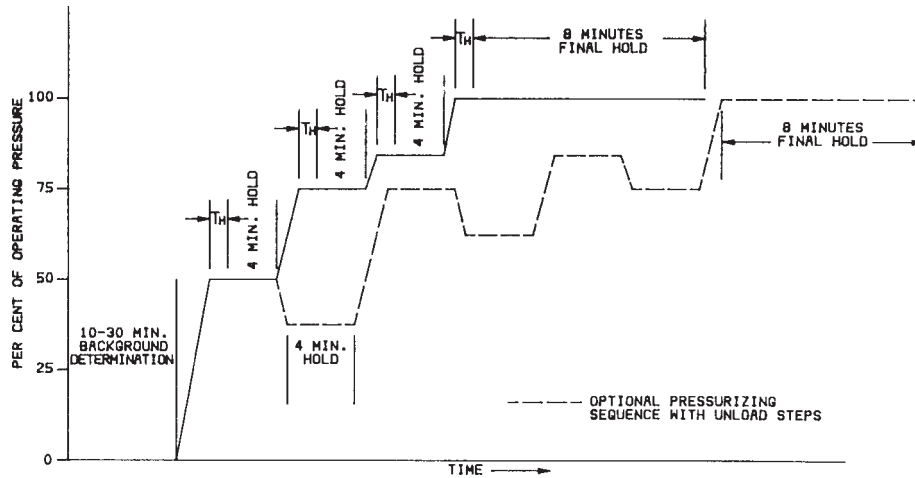 8 MINUTES
FINAL HOLD
TH
TH
4 MIN. HOLD
TH
4 MIN. HOLD
TH
4 MIN. HOLD
8 MINUTES
FINAL HOLD
PER CENT OF OPERATING PRESSURE
100
75
50
25
0
10-30 MIN.
BACKGROUND
DETERMINATION
4 MIN.
HOLD
OPTIONAL PRESSURIZING
SEQUENCE WITH UNLOAD STEPS
TIME